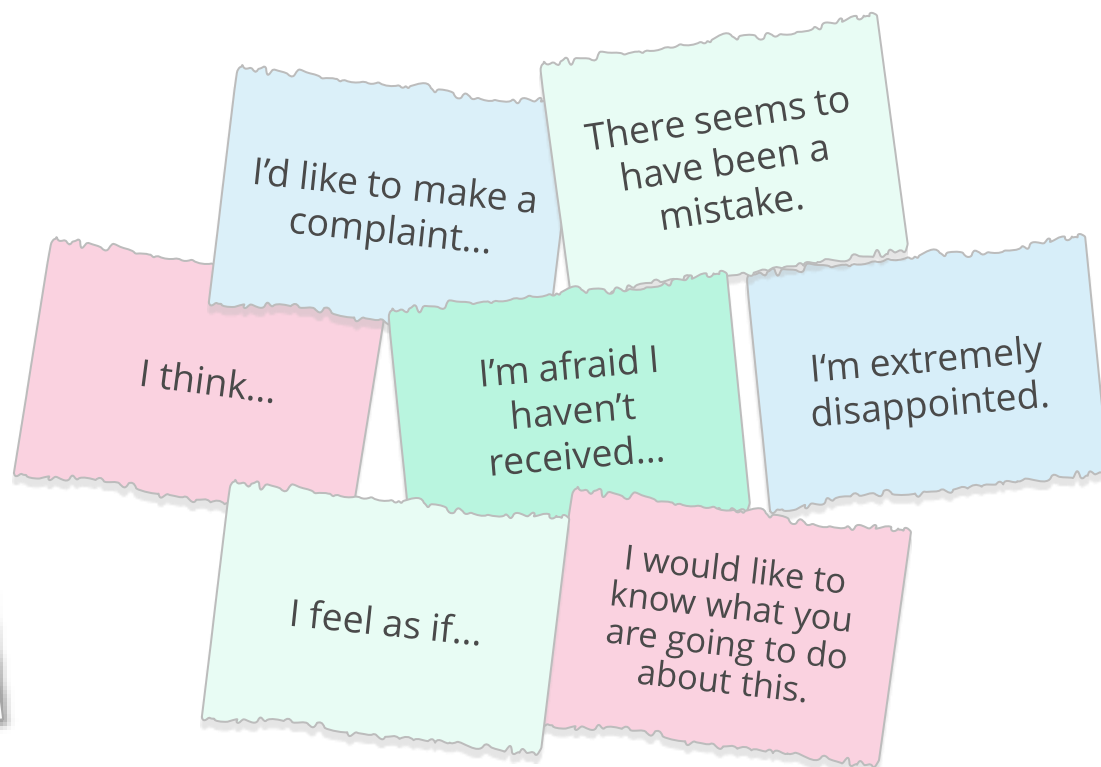 I’d like to make a
complaint...
There seems to
have been a
mistake.
I think...
I’m afraid I
haven’t
received...
I‘m extremely
disappointed.
I feel as if...
I would like to
know what you
are going to do
about this.